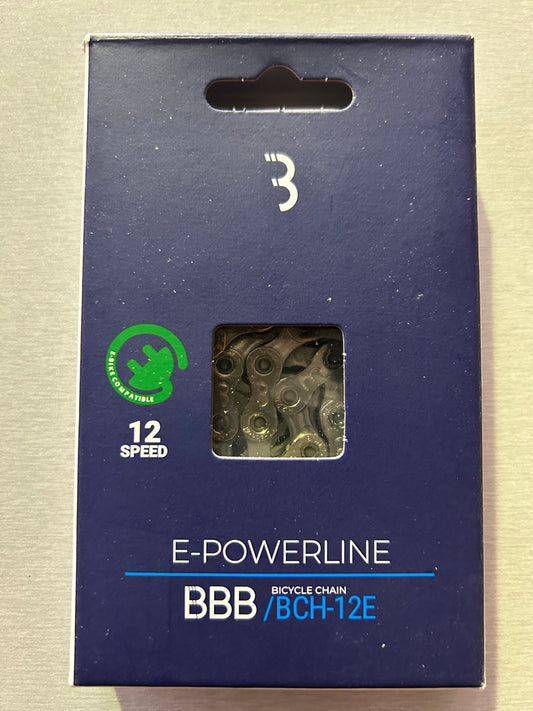 E-BIKE COMPATIBLE
12
SPEED
E-POWERLINE
BICYCLE CHAIN
BBB /BCH-12E